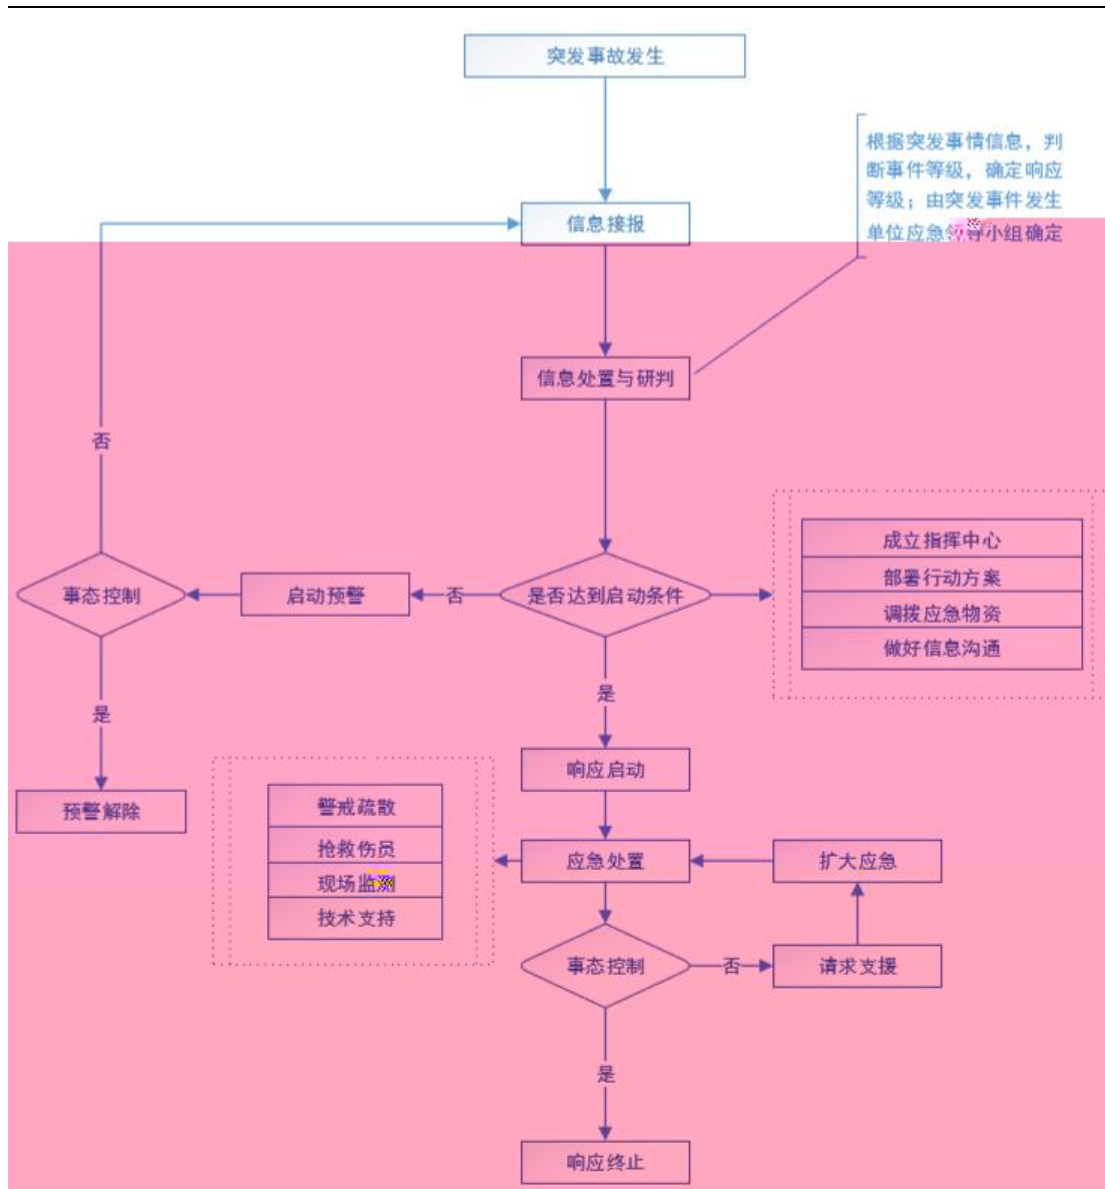 突发事故发生
根据突发事情信息，判
断事件等级，确定响应
等级；由突发事件发生
单位应急领导小组确定
信息接报
信息处置与研判
否
成立指挥中心
部署行动方案
调拨应急物资
做好信息沟通
事态控制
启动预警
否
是否达到启动条件
是
是
响应启动
预警解除
警戒疏散
抢救伤员
现场监测
技术支持
应急处置
扩大应急
事态控制
否
请求支援
是
响应终止